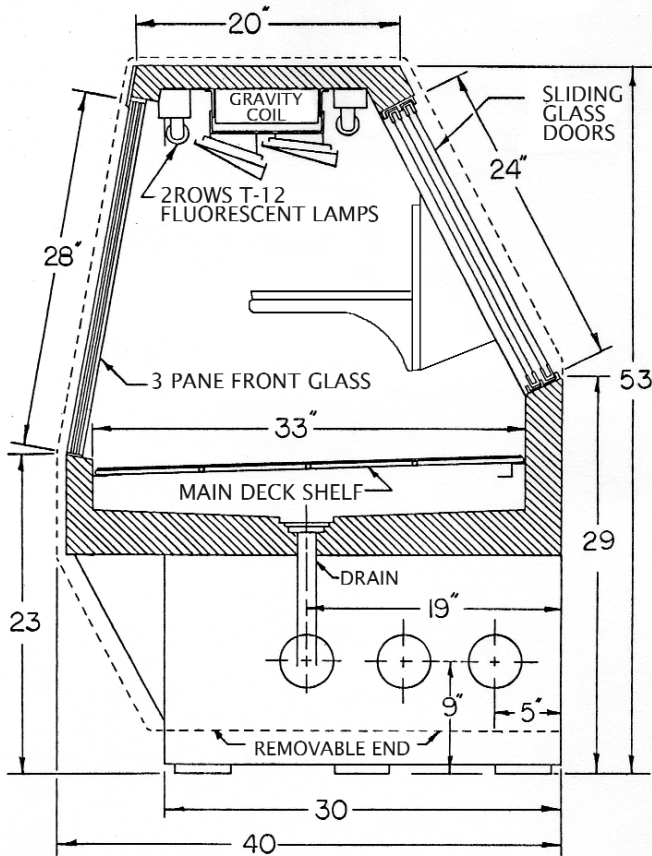 20"
GRAVITY
COIL
SLIDING
GLASS
DOORS
2ROWS T-12
FLUORESCENT LAMPS
24"
28"
3 PANE FRONT GLASS
53
33"
MAIN DECK SHELF
29
DRAIN
19"
23
9"
5"
REMOVABLE END
30
40